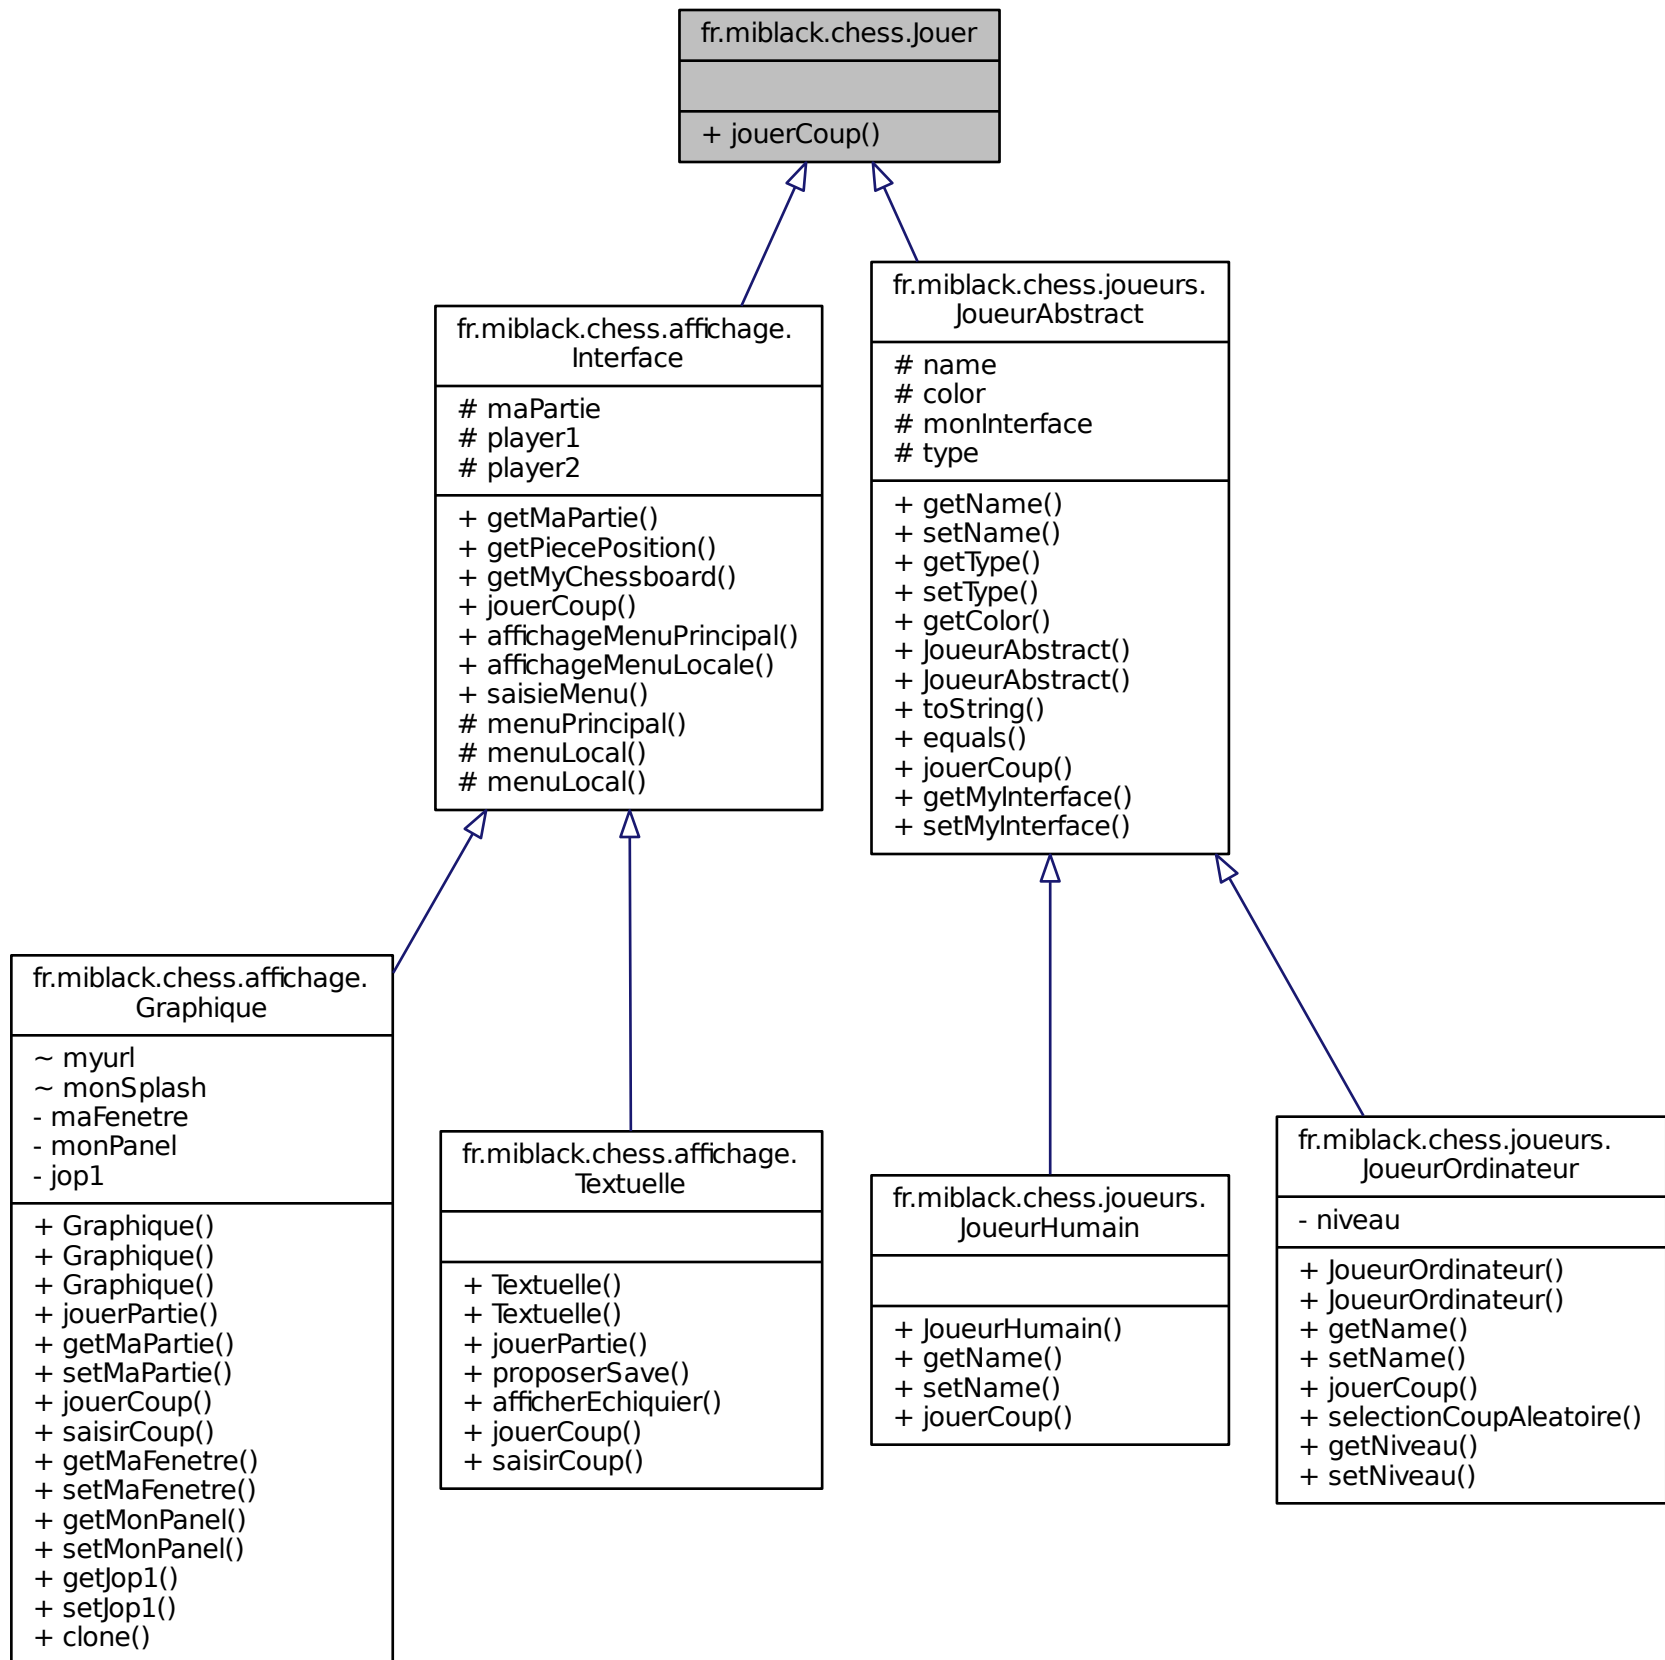 fr.miblack.chess.Jouer
+ jouerCoup()
fr.miblack.chess.affichage.
Interface
# maPartie
# player1
# player2
+ getMaPartie()
+ getPiecePosition()
+ getMyChessboard()
+ jouerCoup()
+ affichageMenuPrincipal()
+ affichageMenuLocale()
+ saisieMenu()
# menuPrincipal()
# menuLocal()
# menuLocal()
fr.miblack.chess.joueurs.
JoueurAbstract
# name
# color
# monInterface
# type
+ getName()
+ setName()
+ getType()
+ setType()
+ getColor()
+ JoueurAbstract()
+ JoueurAbstract()
+ toString()
+ equals()
+ jouerCoup()
+ getMyInterface()
+ setMyInterface()
fr.miblack.chess.affichage.
Graphique
~ myurl
~ monSplash
- maFenetre
- monPanel
- jop1
+ Graphique()
+ Graphique()
+ Graphique()
+ jouerPartie()
+ getMaPartie()
+ setMaPartie()
+ jouerCoup()
+ saisirCoup()
+ getMaFenetre()
+ setMaFenetre()
+ getMonPanel()
+ setMonPanel()
+ getJop1()
+ setJop1()
+ clone()
fr.miblack.chess.affichage.
Textuelle
+ Textuelle()
+ Textuelle()
+ jouerPartie()
+ proposerSave()
+ afficherEchiquier()
+ jouerCoup()
+ saisirCoup()
fr.miblack.chess.joueurs.
JoueurHumain
+ JoueurHumain()
+ getName()
+ setName()
+ jouerCoup()
fr.miblack.chess.joueurs.
JoueurOrdinateur
- niveau
+ JoueurOrdinateur()
+ JoueurOrdinateur()
+ getName()
+ setName()
+ jouerCoup()
+ selectionCoupAleatoire()
+ getNiveau()
+ setNiveau()